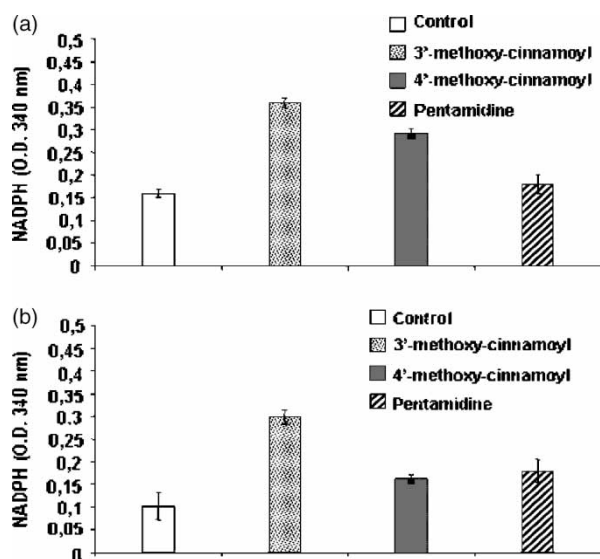 (a)
NADPH (O.D. 340 nm)
0,5
0,45
0,4
0,35
0,3
0,25
0,2
0,15
0,1
0,05
0
Control
3'-methoxy-cinnamoyl
4'-methoxy-cinnamoyl
Pentamidine
(b)
NADPH (O.D. 340 nm)
0,5
0,45
0,4
0,35
0,3
0,25
0,2
0,15
0,1
0,05
0
Control
3'-methoxy-cinnamoyl
4'-methoxy-cinnamoyl
Pentamidine